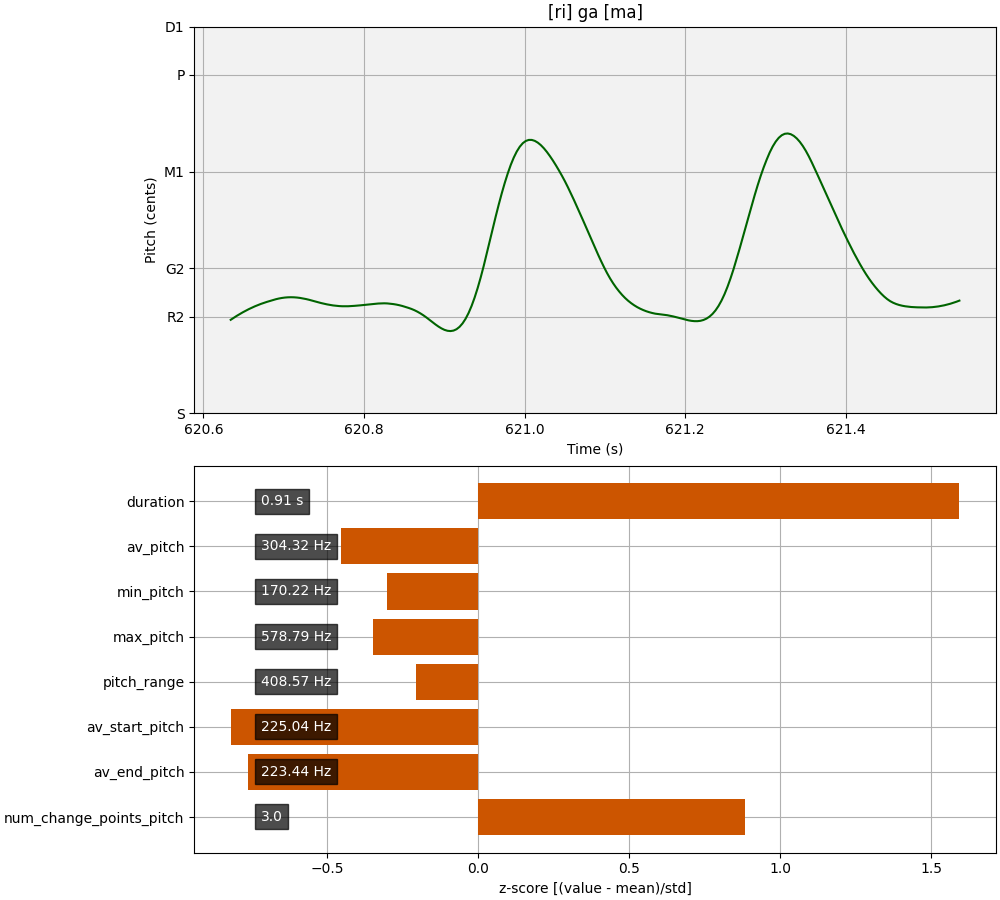 [ri] ga [ma]
D1
P
M1
G2
R2
S
Pitch (cents)
620.6 620.8 621.0 621.2 621.4
Time (s)
duration 0.91 s
av_pitch 304.32 Hz
min_pitch 170.22 Hz
max_pitch 578.79 Hz
pitch_range 408.57 Hz
av_start_pitch 225.04 Hz
av_end_pitch 223.44 Hz
num_change_points_pitch 3.0
−0.5 0.0 0.5 1.0 1.5
z-score [(value - mean)/std]